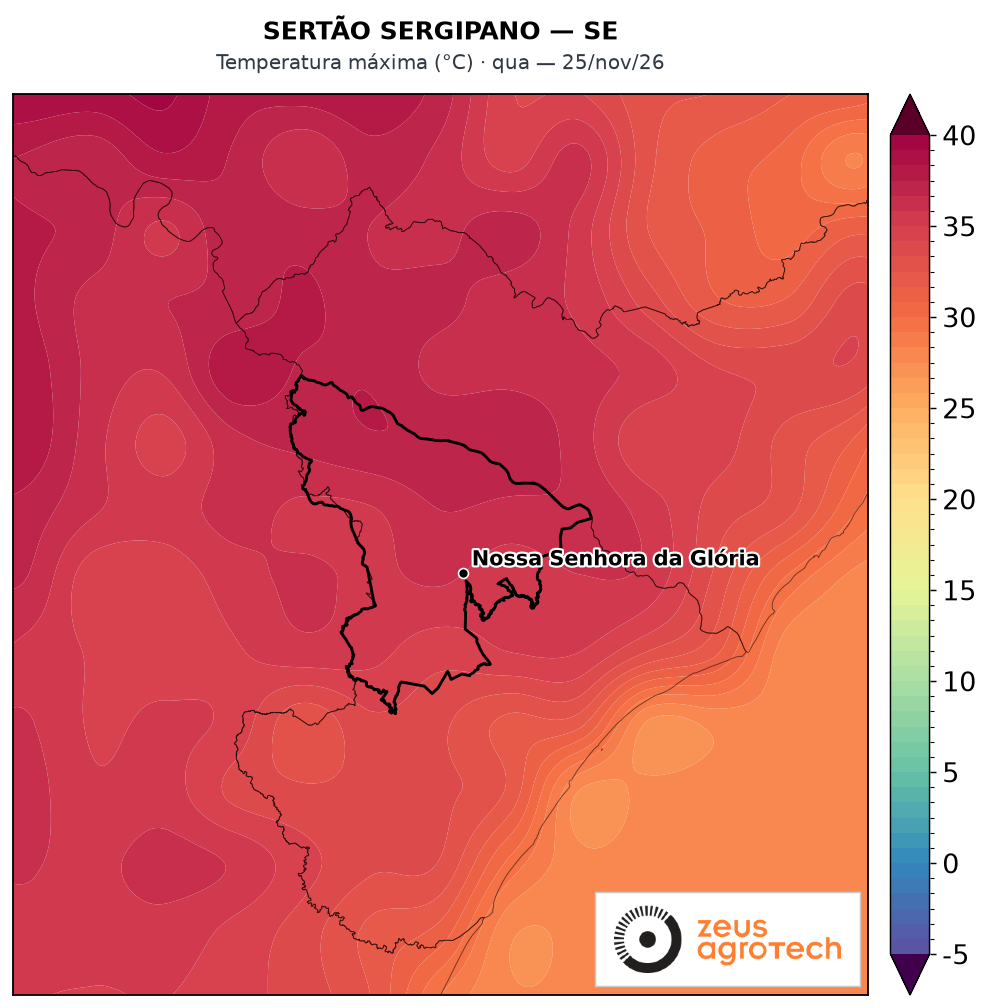 SERTÃO SERGIPANO — SE
Temperatura máxima (°C) · qua — 25/nov/26
40
35
30
25
20
15
10
5
0
-5
Nossa Senhora da Glória
zeus
agrotech